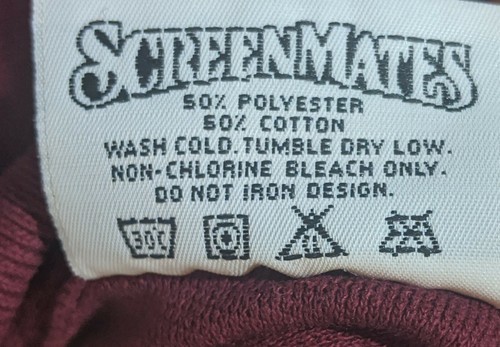 SCREENMATES
50% POLYESTER
50% COTTON
WASH COLD. TUMBLE DRY LOW.
NON-CHLORINE BLEACH ONLY.
DO NOT IRON DESIGN.
30C